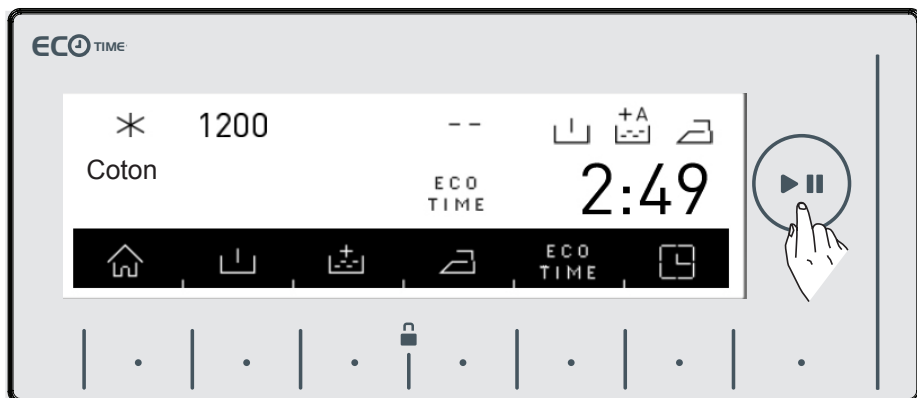 ECO TIME
1200 -- +A
Coton
ECO
TIME
2:49
ECO
TIME